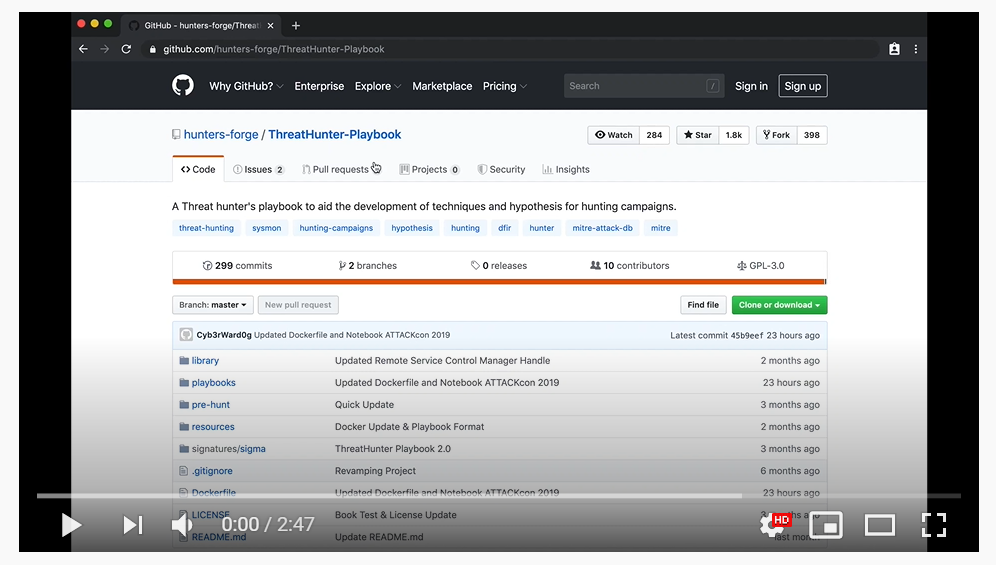 GitHub - hunters-forge/Threat
github.com/hunters-forge/ThreatHunter-Playbook
Why GitHub? Enterprise Explore Marketplace Pricing Search / Sign in Sign up
hunters-forge / ThreatHunter-Playbook Watch 284 Star 1.8k Fork 398
Code Issues 2 Pull requests Projects 0 Security Insights
A Threat hunter's playbook to aid the development of techniques and hypothesis for hunting campaigns.
threat-hunting sysmon hunting-campaigns hypothesis hunting dfir hunter mitre-attack-db mitre
299 commits 2 branches 0 releases 10 contributors GPL-3.0
Branch: master New pull request Find file Clone or download
Cyb3rWard0g Updated Dockerfile and Notebook ATTACKcon 2019 Latest commit 45b9eef 23 hours ago
library Updated Remote Service Control Manager Handle 2 months ago
playbooks Updated Dockerfile and Notebook ATTACKcon 2019 23 hours ago
pre-hunt Quick Update 3 months ago
resources Docker Update & Playbook Format 2 months ago
signatures/sigma ThreatHunter Playbook 2.0 3 months ago
.gitignore Revamping Project 6 months ago
Dockerfile Updated Dockerfile and Notebook ATTACKcon 2019 23 hours ago
LICENSE Book Test & License Update ago
0:00 / 2:47 HD
README.md Update README.md last month